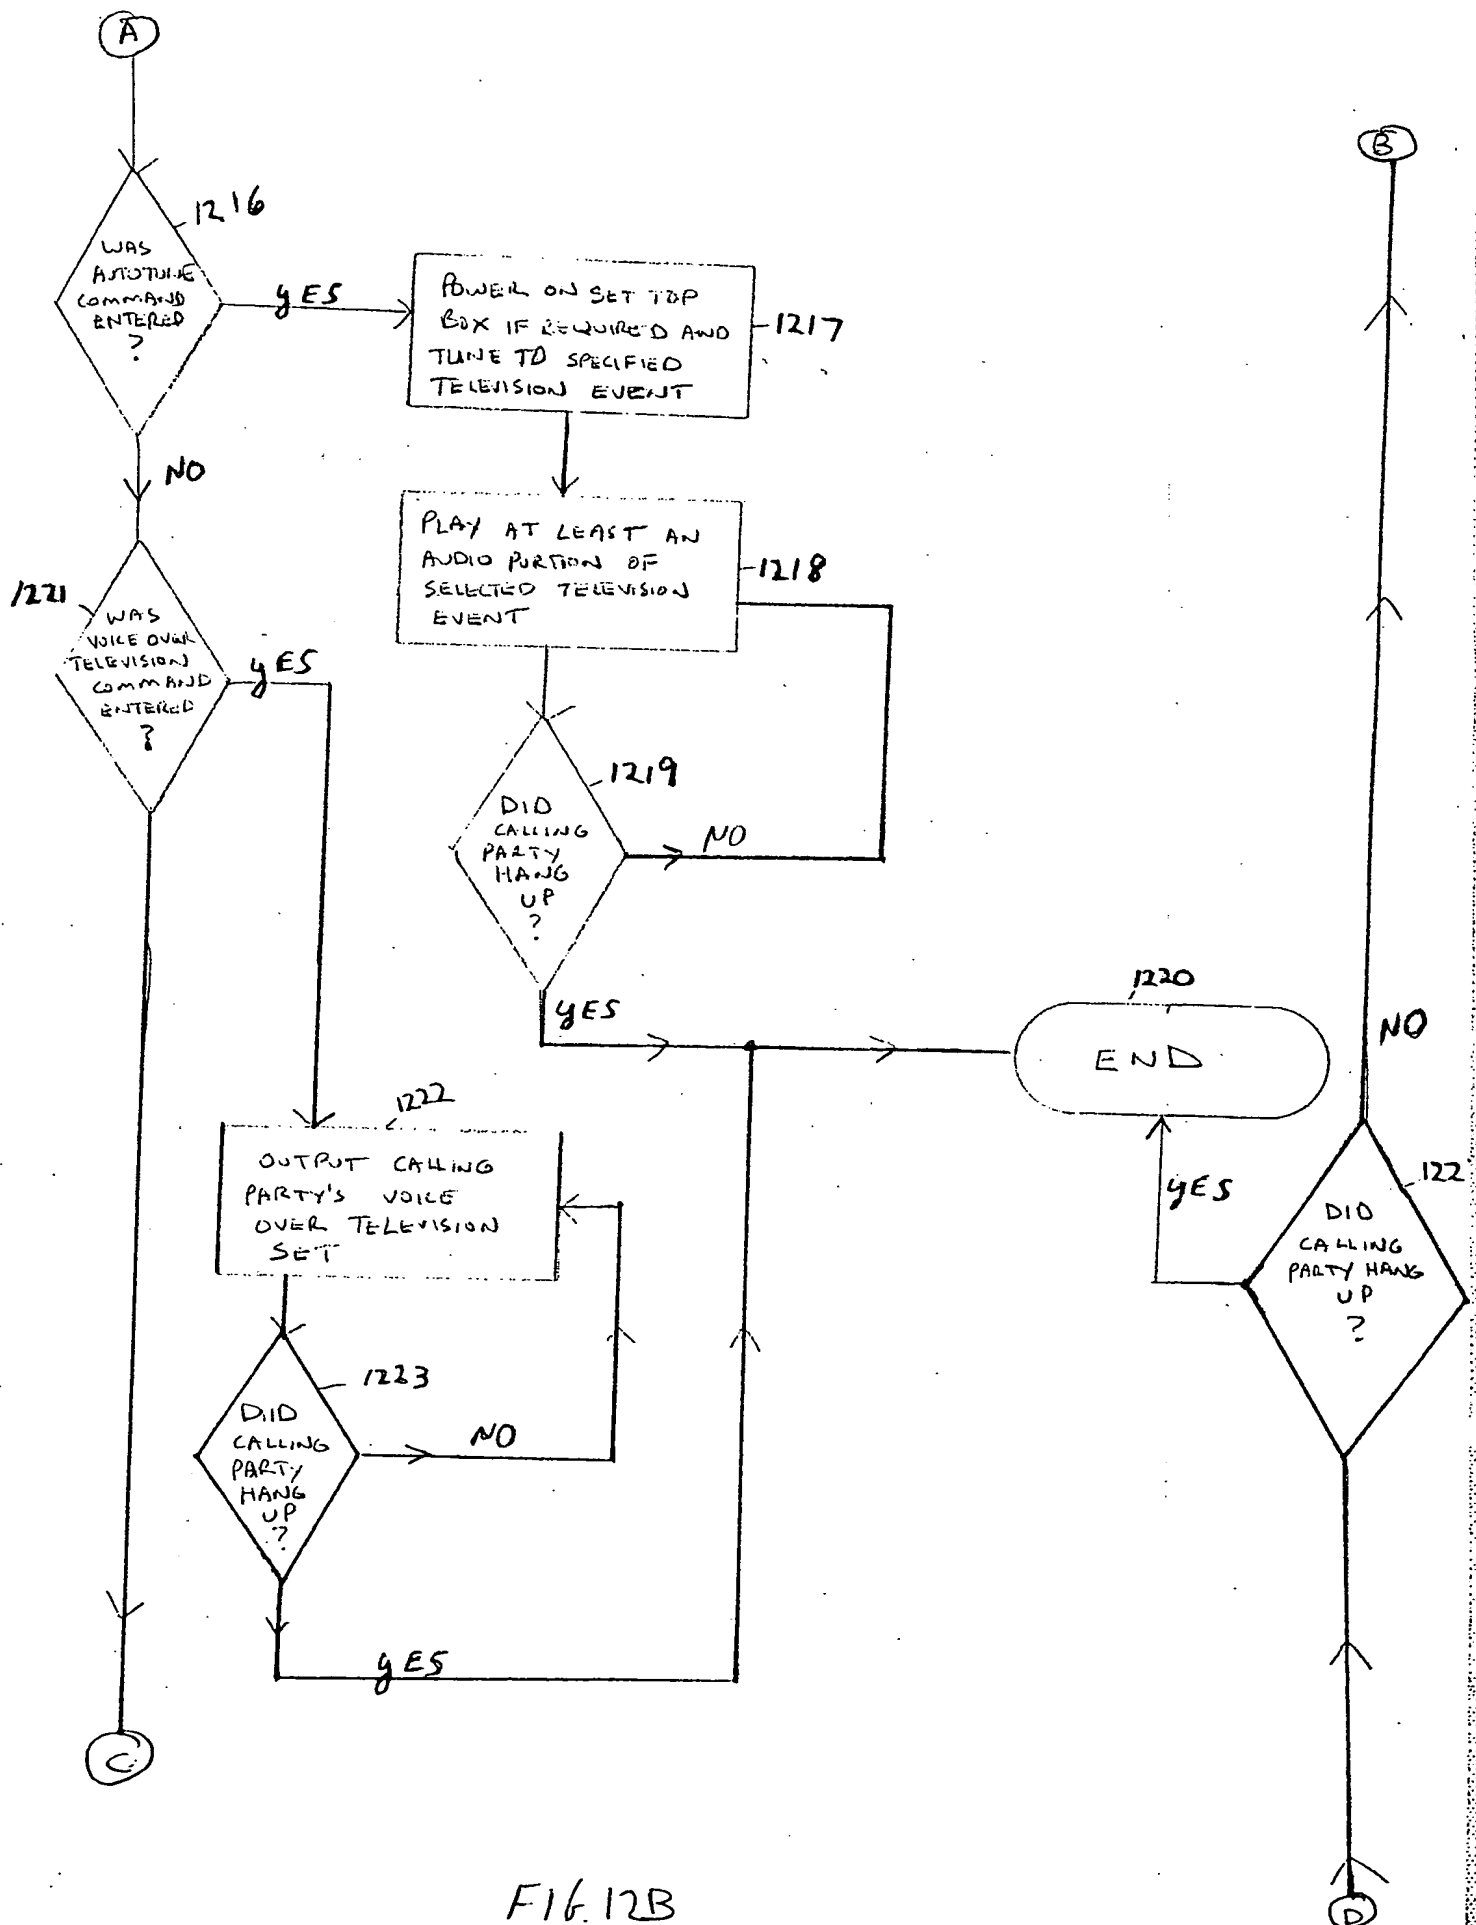 A
B
1216
WAS
AUTOTUNE
COMMAND
ENTERED
?
YES
POWER ON SET TOP
BOX IF REQUIRED AND
TUNE TO SPECIFIED
TELEVISION EVENT
1217
NO
PLAY AT LEAST AN
AUDIO PORTION OF
SELECTED TELEVISION
EVENT
1218
1221
WAS
VOICE OVER
TELEVISION
COMMAND
ENTERED
?
YES
1219
DID
CALLING
PARTY
HANG
UP
?
NO
YES
1220
END
NO
1222
OUTPUT CALLING
PARTY'S VOICE
OVER TELEVISION
SET
YES
122
DID
CALLING
PARTY HANG
UP
?
1223
DID
CALLING
PARTY
HANG
UP
?
NO
YES
C
D
FIG. 12B